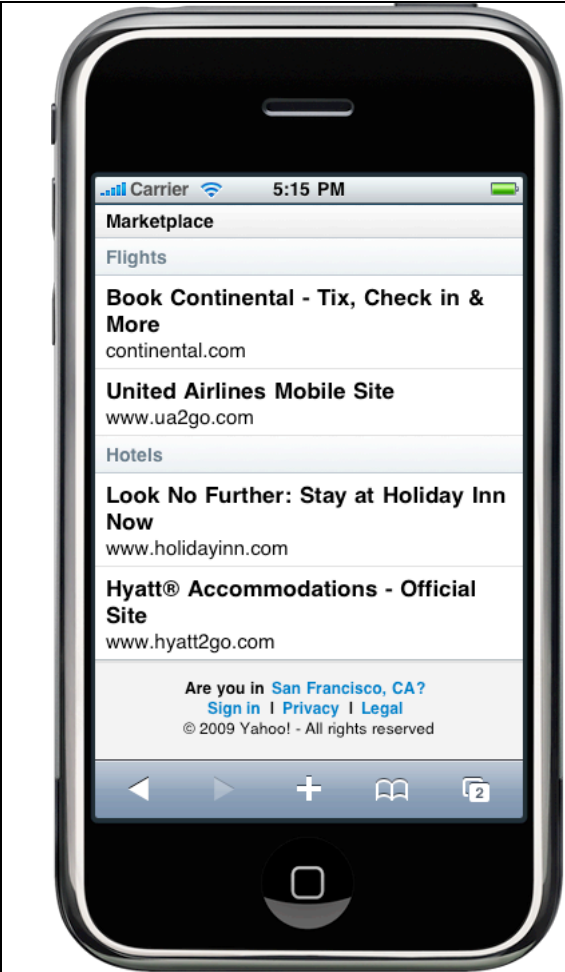 Carrier 5:15 PM
Marketplace
Flights
Book Continental - Tix, Check in &
More
continental.com
United Airlines Mobile Site
www.ua2go.com
Hotels
Look No Further: Stay at Holiday Inn
Now
www.holidayinn.com
Hyatt® Accommodations - Official
Site
www.hyatt2go.com
Are you in San Francisco, CA?
Sign in | Privacy | Legal
© 2009 Yahoo! - All rights reserved
2